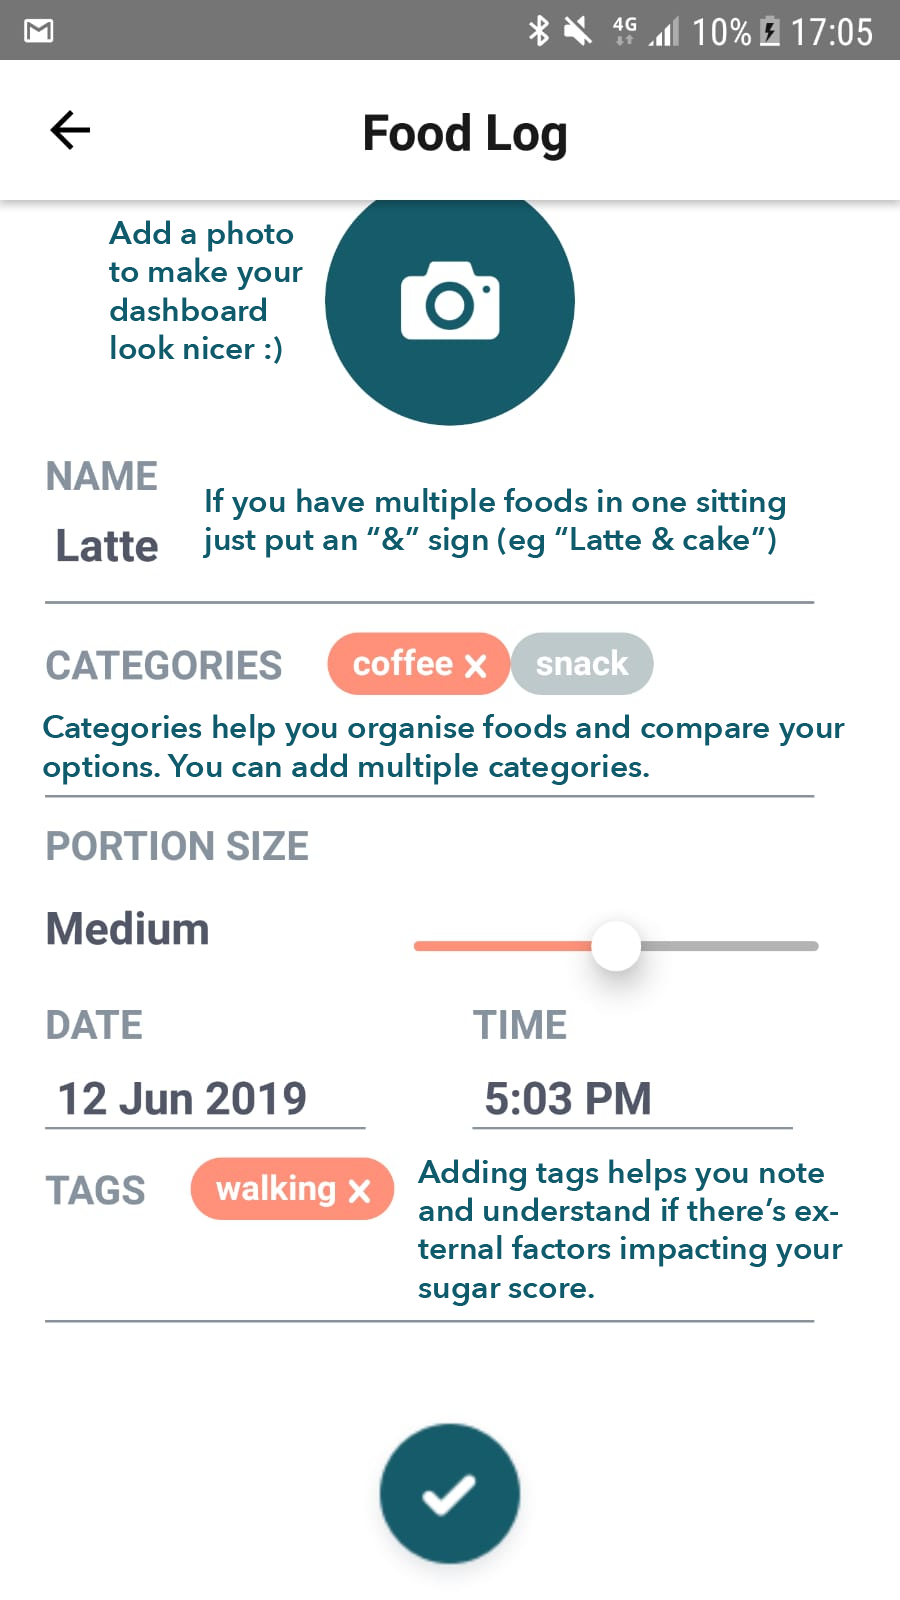 4G 10% 17:05
Food Log
Add a photo
to make your
dashboard
look nicer :)
NAME
If you have multiple foods in one sitting
just put an “&” sign (eg “Latte & cake”)
Latte
CATEGORIES coffee x snack
Categories help you organise foods and compare your
options. You can add multiple categories.
PORTION SIZE
Medium
DATE TIME
12 Jun 2019 5:03 PM
TAGS walking x
Adding tags helps you note
and understand if there’s ex-
ternal factors impacting your
sugar score.